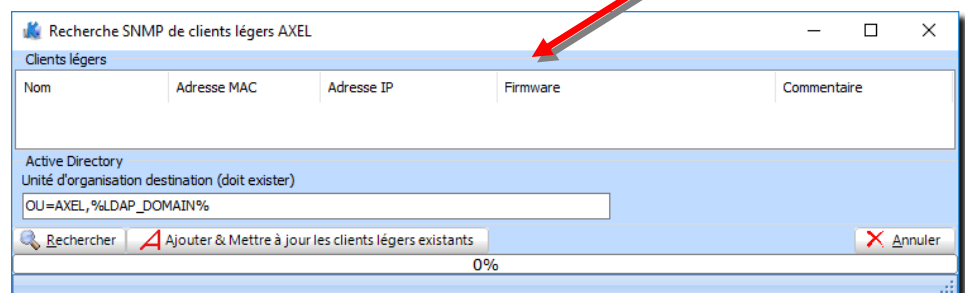 Recherche SNMP de clients légers AXEL
Clients légers
Nom Adresse MAC Adresse IP Firmware Commentaire
Active Directory
Unité d'organisation destination (doit exister)
OU=AXEL,%LDAP_DOMAIN%
Rechercher Ajouter & Mettre à jour les clients légers existants Annuler
0%